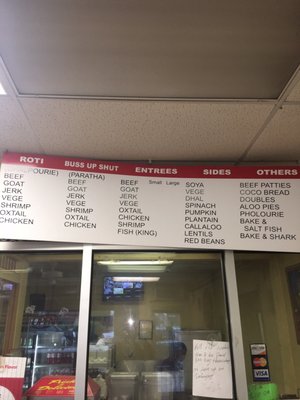 ROTI
(POURIE)
BEEF
GOAT
JERK
VEGE
SHRIMP
OXTAIL
CHICKEN
BUSS UP SHUT
(PARATHA)
BEEF
GOAT
JERK
VEGE
SHRIMP
OXTAIL
CHICKEN
ENTREES
Small Large
BEEF
GOAT
JERK
VEGE
OXTAIL
CHICKEN
SHRIMP
FISH (KING)
SIDES
SOYA
VEGE
DHAL
SPINACH
PUMPKIN
PLANTAIN
CALLALOO
LENTILS
RED BEANS
OTHERS
BEEF PATTIES
COCO BREAD
DOUBLES
ALOO PIES
PHOLOURIE
BAKE &
SALT FISH
BAKE & SHARK
VISA